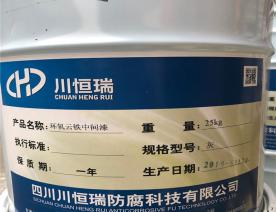 川恒瑞
CHUAN HENG RUI
产品名称:环氧云铁中间漆 重 量:25kg
执行标准: 规格型号:灰
保 质 期: 一年 生产日期:
四川川恒瑞防腐科技有限公司